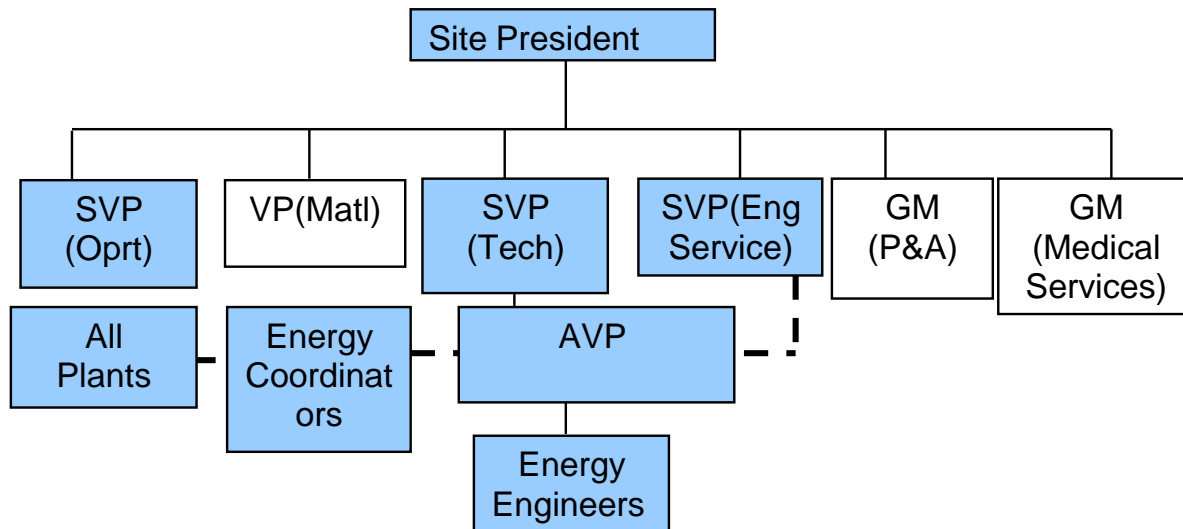 Site President
SVP
(Oprt)
VP(Matl)
SVP
(Tech)
SVP(Eng
Service)
GM
(P&A)
GM
(Medical
Services)
All
Plants
Energy
Coordinat
ors
AVP
Energy
Engineers